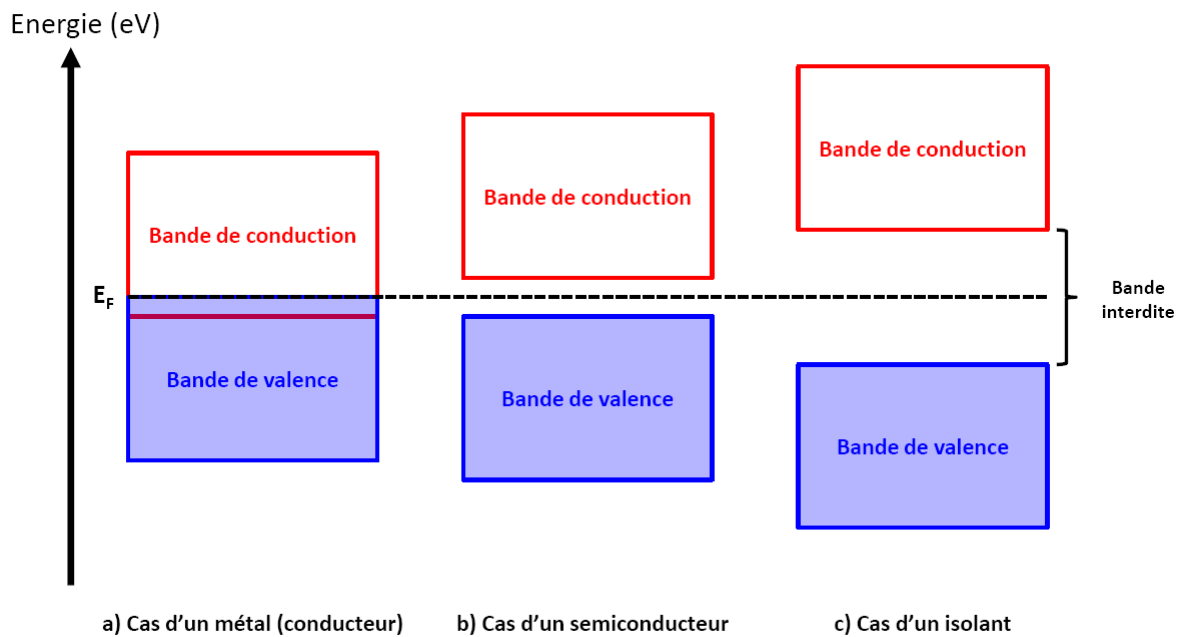 Energie (eV)
Bande de conduction
Bande de conduction
Bande de conduction
E_F
Bande
interdite
Bande de valence
Bande de valence
Bande de valence
a) Cas d’un métal (conducteur)
b) Cas d’un semiconducteur
c) Cas d’un isolant